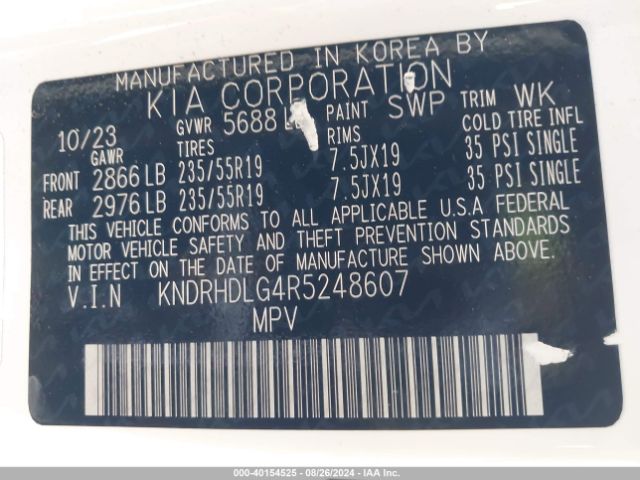 MANUFACTURED IN KOREA BY
KIA CORPORATION
10/23 GVWR 5688 PAINT SWP TRIM WK
GAWR TIRES RIMS COLD TIRE INFL
FRONT 2866 LB 235/55R19 7.5JX19 35 PSI SINGLE
REAR 2976 LB 235/55R19 7.5JX19 35 PSI SINGLE
THIS VEHICLE CONFORMS TO ALL APPLICABLE U.S.A FEDERAL
MOTOR VEHICLE SAFETY AND THEFT PREVENTION STANDARDS
IN EFFECT ON THE DATE OF MANUFACTURE SHOWN ABOVE.
V.I.N KNDRHDLG4R5248607
MPV
000-40154525 - 08/26/2024 - IAAI.com